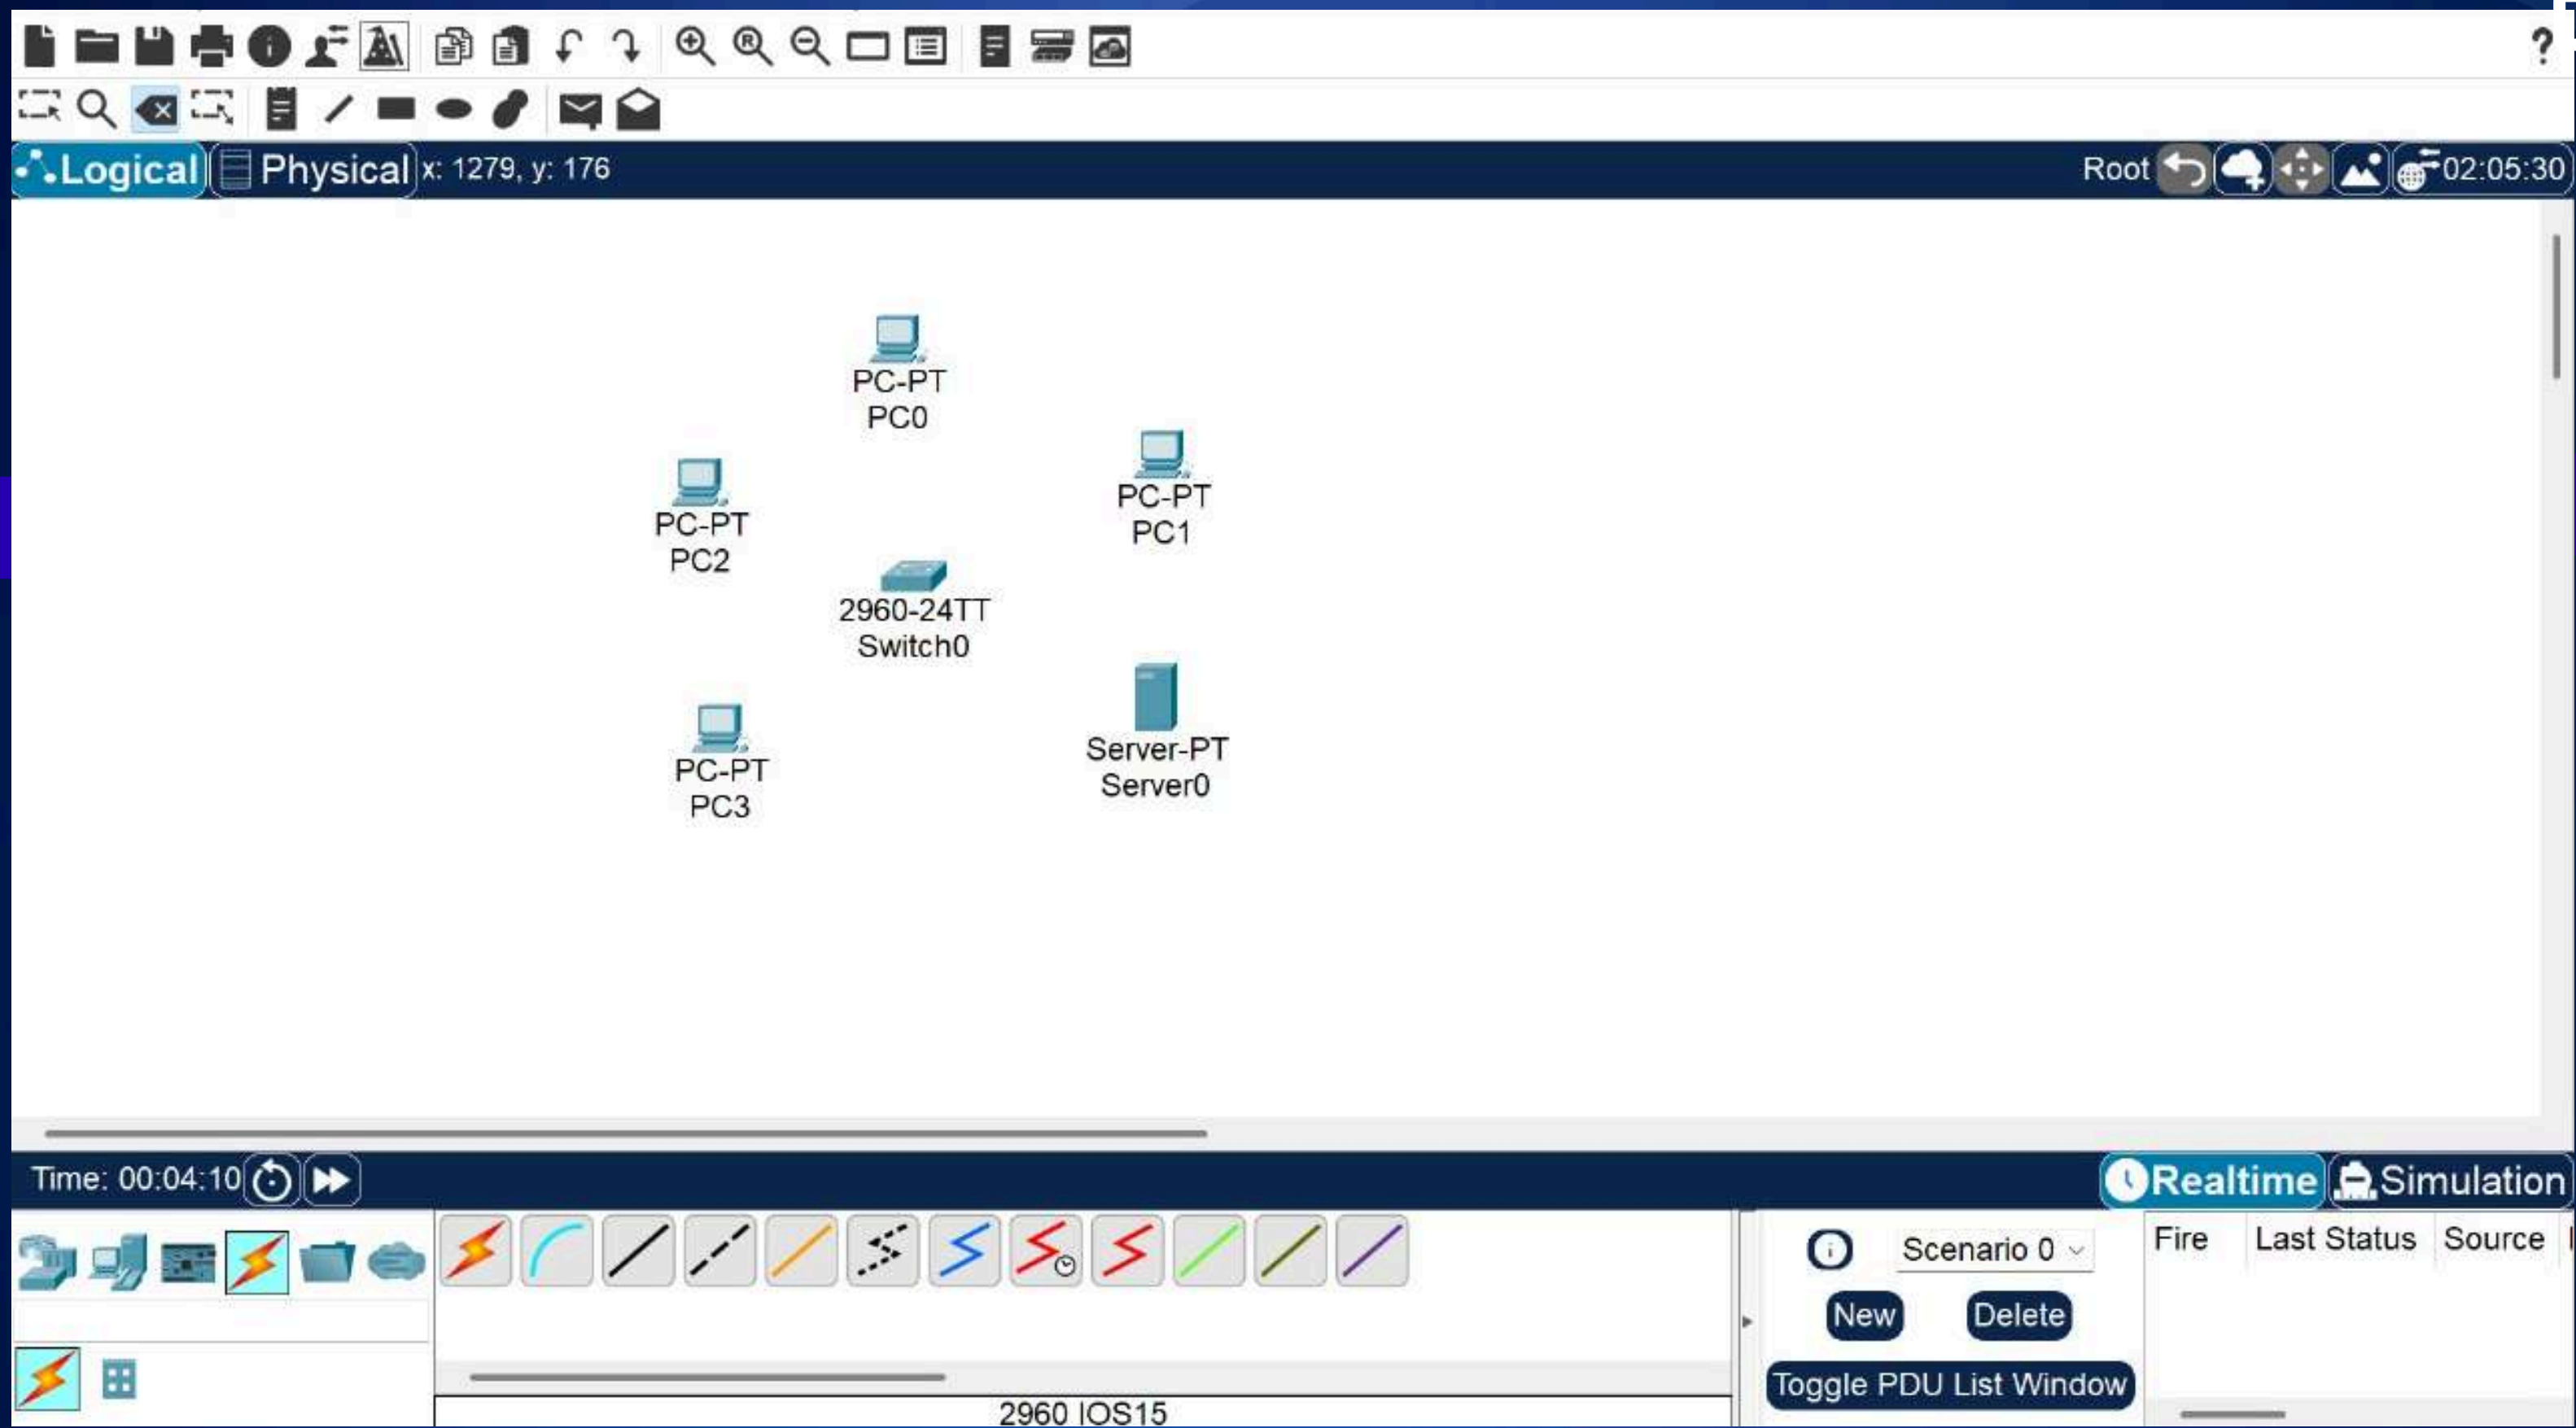 Logical Physical x: 1279, y: 176 Root 02:05:30
PC-PT
PC0
PC-PT
PC1
PC-PT
PC2
2960-24TT
Switch0
Server-PT
Server0
PC-PT
PC3
Time: 00:04:10 Realtime Simulation
Scenario 0 Fire Last Status Source
New Delete
Toggle PDU List Window
2960 IOS15